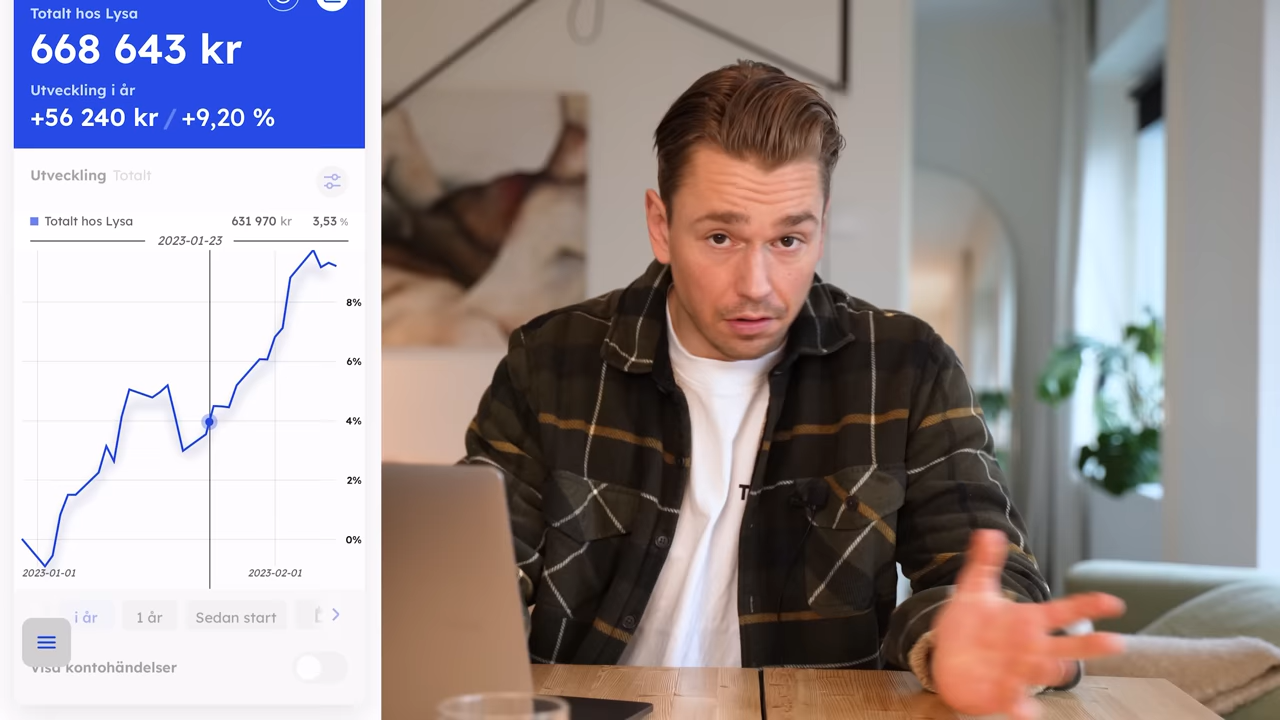 Totalt hos Lysa
668 643 kr
Utveckling i år
+56 240 kr / +9,20 %
Utveckling Totalt
Totalt hos Lysa 631 970 kr 3,53 %
2023-01-23
8%
6%
4%
2%
0%
2023-01-01 2023-02-01
i år 1 år Sedan start
Visa kontohändelser